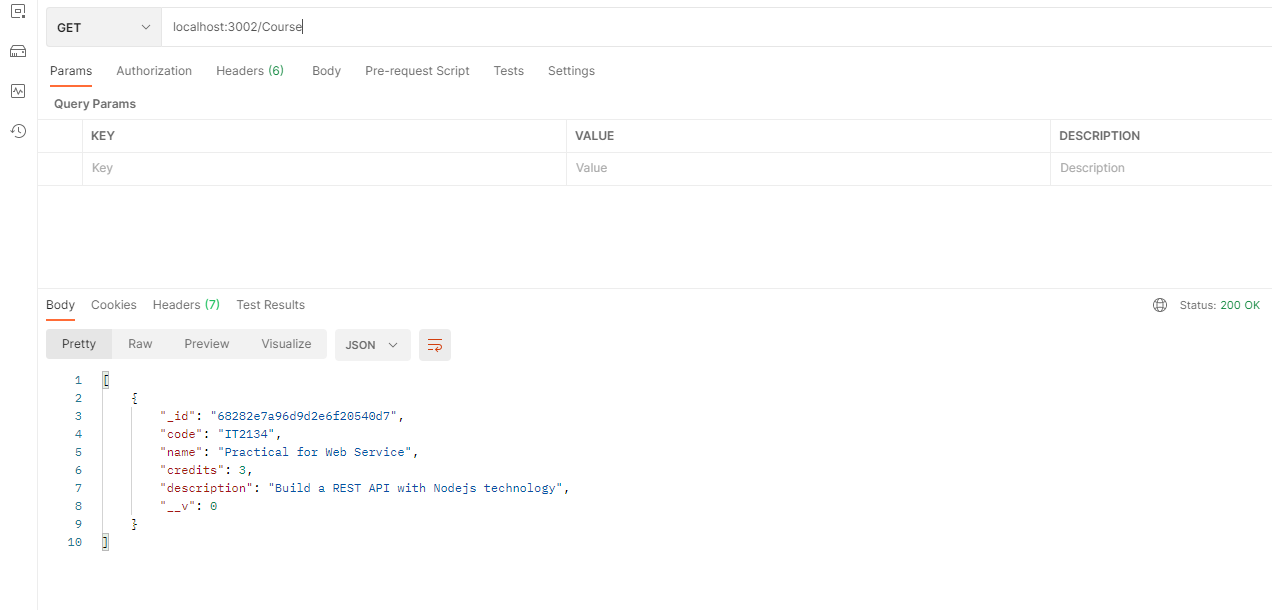 GET localhost:3002/Course
Params Authorization Headers (6) Body Pre-request Script Tests Settings
Query Params
KEY VALUE DESCRIPTION
Key Value Description
Body Cookies Headers (7) Test Results Status: 200 OK
Pretty Raw Preview Visualize JSON
1 [
2 {
3 "_id": "68282e7a96d9d2e6f20540d7",
4 "code": "IT2134",
5 "name": "Practical for Web Service",
6 "credits": 3,
7 "description": "Build a REST API with Nodejs technology",
8 "__v": 0
9 }
10 ]